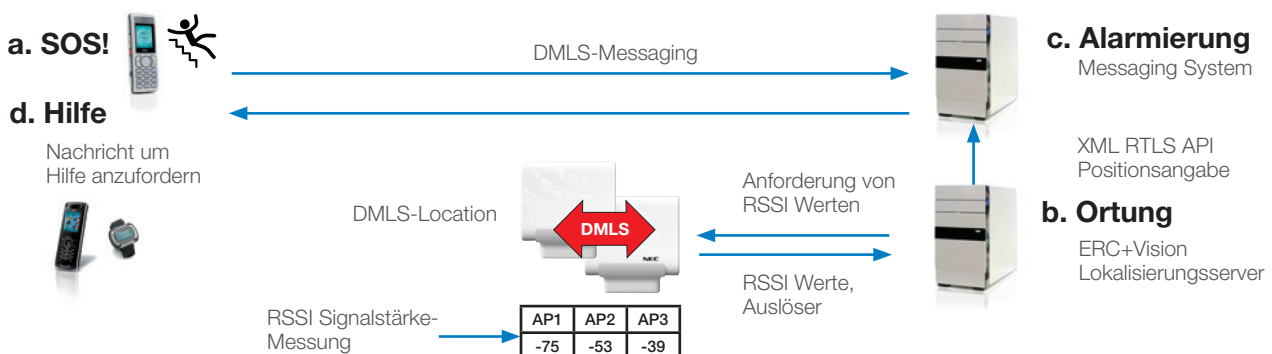 a. SOS!
DMLS-Messaging
c. Alarmierung
Messaging System
d. Hilfe
Nachricht um
Hilfe anzufordern
XML RTLS API
Positionsangabe
DMLS-Location
DMLS
NEC
Anforderung von
RSSI Werten
b. Ortung
ERC+Vision
Lokalisierungsserver
RSSI Werte,
Auslöser
RSSI Signalstärke-
Messung
AP1 AP2 AP3
-75 -53 -39